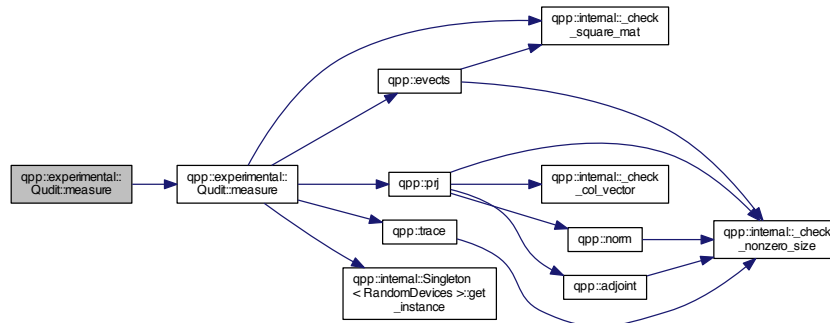 qpp::experimental::
Qudit::measure
qpp::experimental::
Qudit::measure
qpp::internal::_check
_square_mat
qpp::evects
qpp::prj
qpp::internal::_check
_col_vector
qpp::trace
qpp::norm
qpp::internal::_check
_nonzero_size
qpp::internal::Singleton
< RandomDevices >::get
_instance
qpp::adjoint